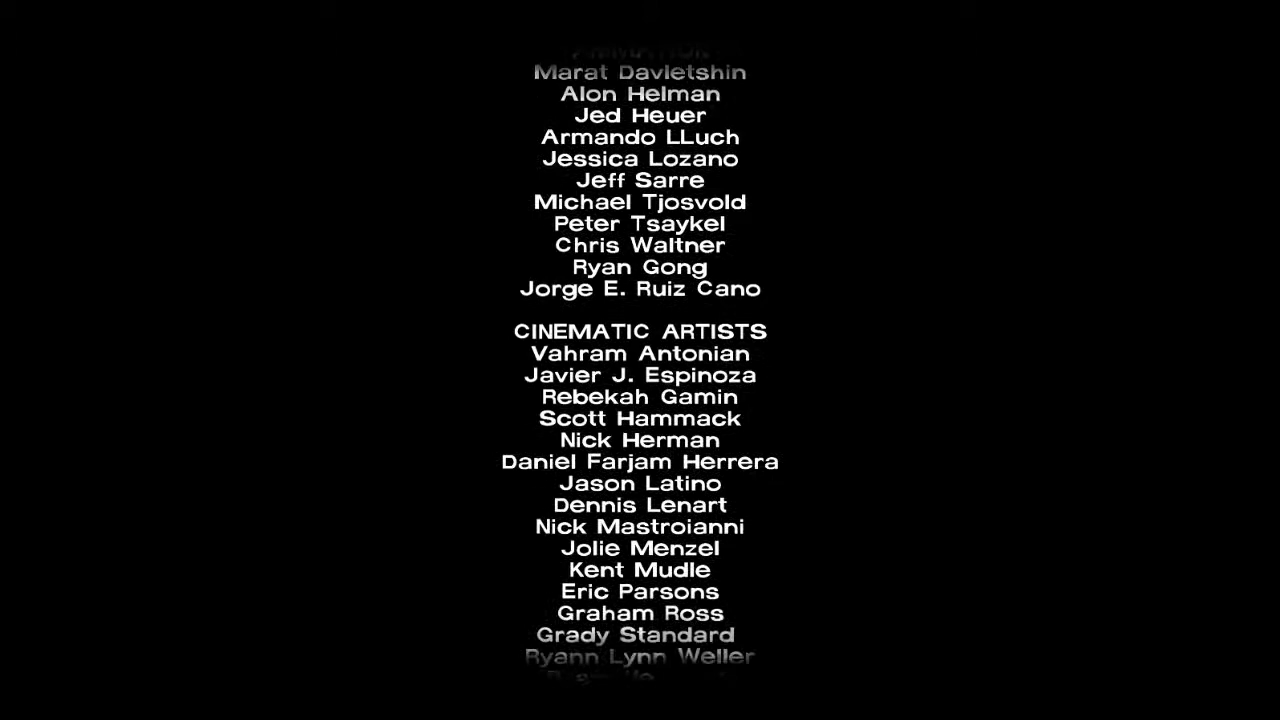 ANIMATION
Marat Davletshin
Alon Helman
Jed Heuer
Armando LLuch
Jessica Lozano
Jeff Sarre
Michael Tjosvold
Peter Tsaykel
Chris Waltner
Ryan Gong
Jorge E. Ruiz Cano
CINEMATIC ARTISTS
Vahram Antonian
Javier J. Espinoza
Rebekah Gamin
Scott Hammack
Nick Herman
Daniel Farjam Herrera
Jason Latino
Dennis Lenart
Nick Mastroianni
Jolie Menzel
Kent Mudle
Eric Parsons
Graham Ross
Grady Standard
Ryann Lynn Weller